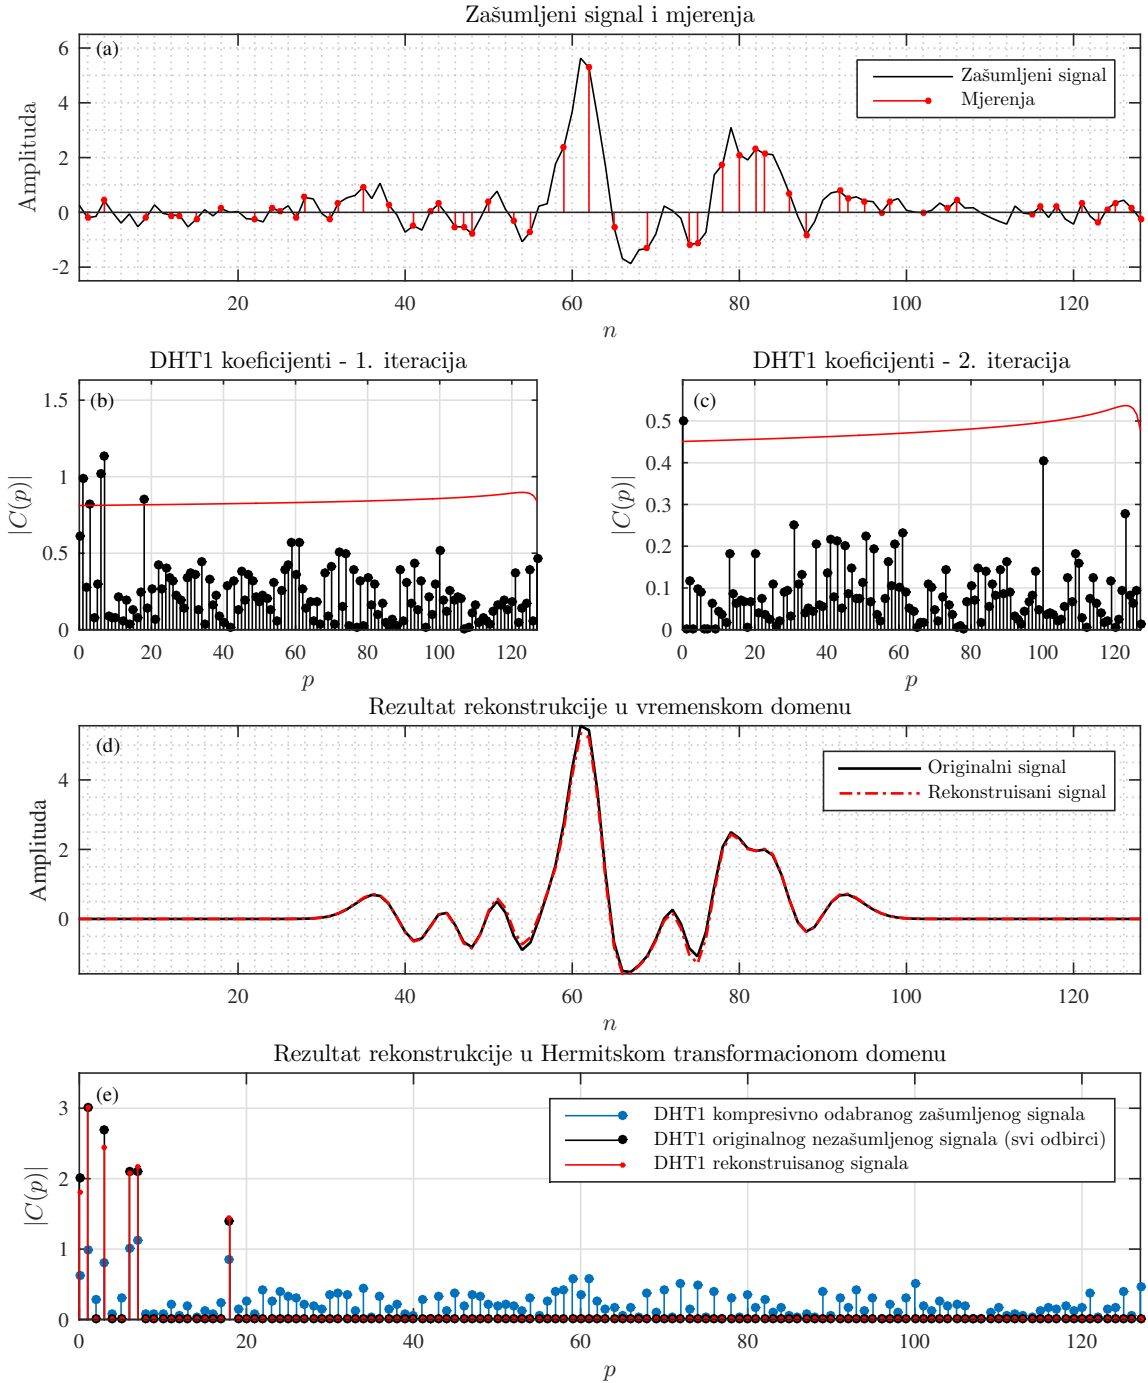 Zašumljeni signal i mjerenja
(a)
6
4
2
0
-2
Amplituda
Zašumljeni signal
Mjerenja
20 40 60 80 100 120
n
DHT1 koeficijenti - 1. iteracija
(b)
1.5
1
0.5
0
|C(p)|
0 20 40 60 80 100 120
p
DHT1 koeficijenti - 2. iteracija
(c)
0.5
0.4
0.3
0.2
0.1
0
|C(p)|
0 20 40 60 80 100 120
p
Rezultat rekonstrukcije u vremenskom domenu
(d)
4
2
0
Amplituda
Originalni signal
Rekonstruisani signal
20 40 60 80 100 120
n
Rezultat rekonstrukcije u Hermitskom transformacionom domenu
(e)
3
2
1
0
|C(p)|
DHT1 kompresivno odabranog zašumljenog signala
DHT1 originalnog nezašumljenog signala (svi odbirci)
DHT1 rekonstruisanog signala
0 20 40 60 80 100 120
p